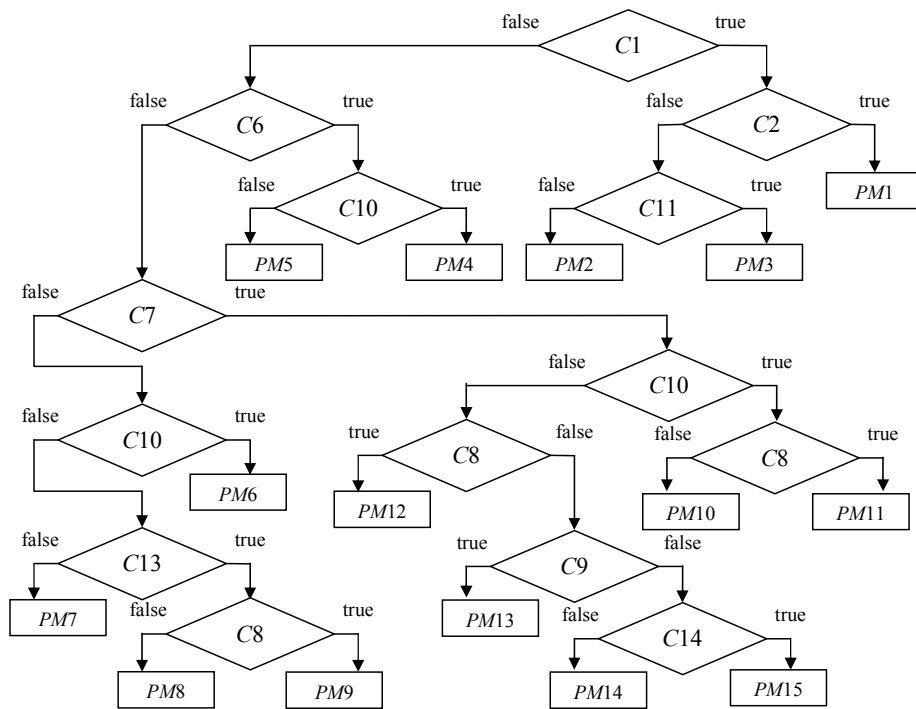 false
true
C1
false
true
false
true
C6
C2
false
true
false
true
C10
C11
PM1
PM5
PM4
PM2
PM3
false
true
C7
false
true
C10
false
true
true
false
false
true
C10
C8
C8
PM6
PM12
PM10
PM11
false
true
true
false
C13
C9
PM7
false
true
PM13
false
true
C8
C14
PM8
PM9
PM14
PM15